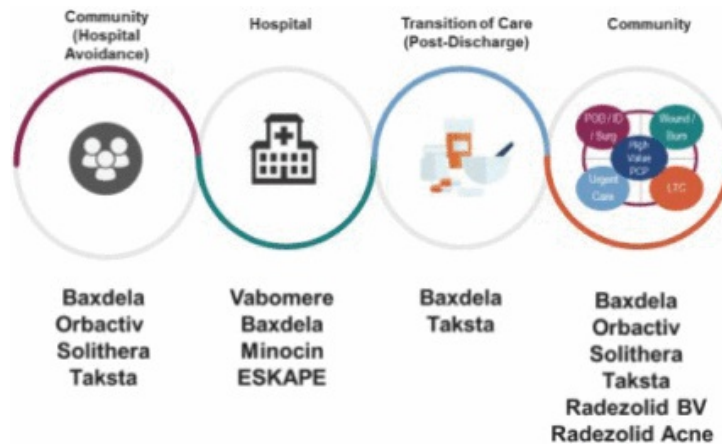 Community
(Hospital
Avoidance)
Hospital
Transition of Care
(Post-Discharge)
Community
POD / ID
/ Surg
Wound /
Burn
High
Value
PCP
Urgent
Care
LTC
Baxdela
Orbactiv
Solithera
Taksta
Vabomere
Baxdela
Minocin
ESKAPE
Baxdela
Taksta
Baxdela
Orbactiv
Solithera
Taksta
Radezolid BV
Radezolid Acne